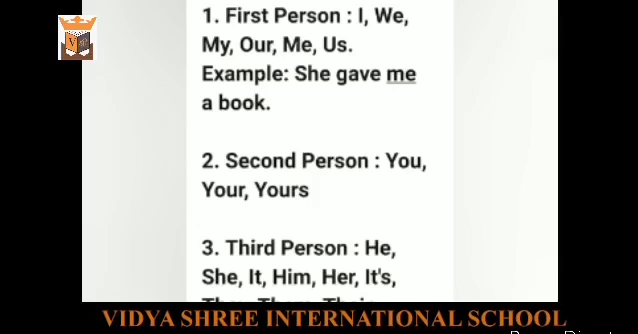 1. First Person : I, We,
My, Our, Me, Us.
Example: She gave me
a book.
2. Second Person : You,
Your, Yours
3. Third Person : He,
She, It, Him, Her, It's,
VIDYA SHREE INTERNATIONAL SCHOOL